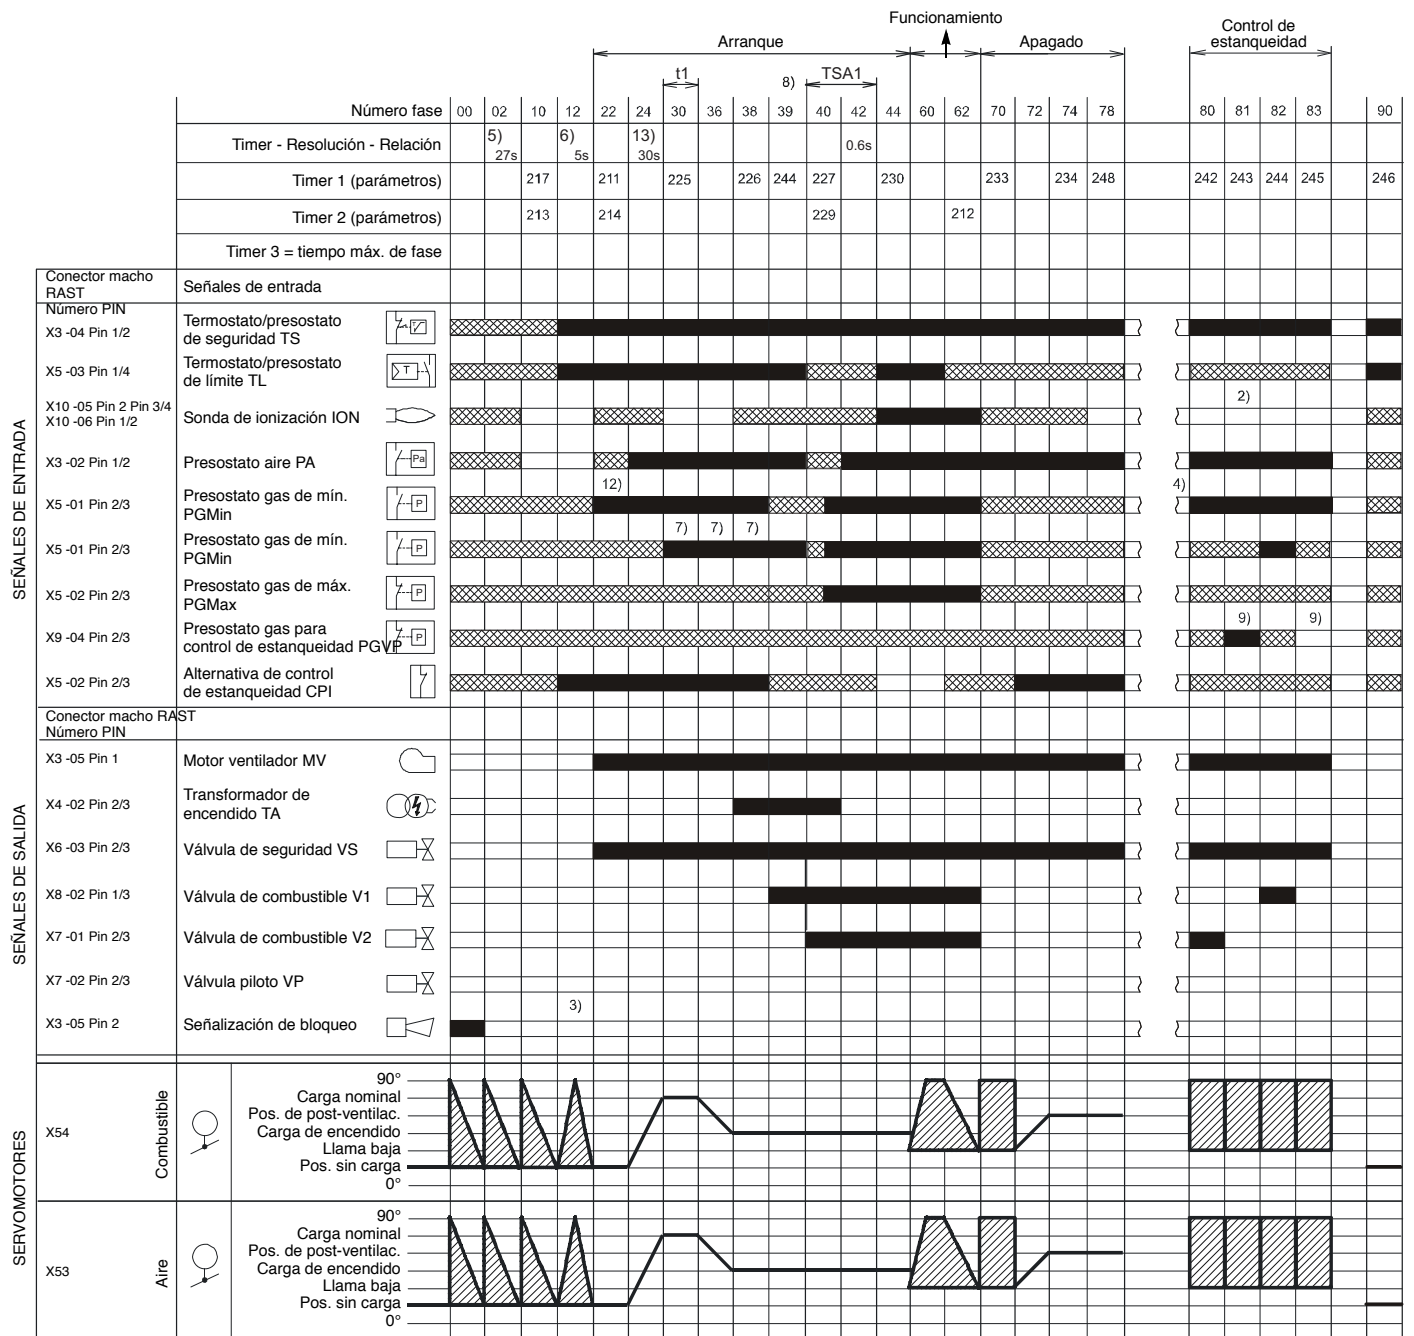 Funcionamiento
Arranque
Apagado
Control de
estanqueidad
t1
8)
TSA1
Número fase 00 02 10 12 22 24 30 36 38 39 40 42 44 60 62 70 72 74 78 80 81 82 83 90
Timer - Resolución - Relación 5) 27s 6) 5s 13) 30s 0.6s
Timer 1 (parámetros) 217 211 225 226 244 227 230 233 234 248 242 243 244 245 246
Timer 2 (parámetros) 213 214 229 212
Timer 3 = tiempo máx. de fase
SEÑALES DE ENTRADA
Conector macho
RAST
Número PIN
Señales de entrada
X3 -04 Pin 1/2
Termostato/presostato
de seguridad TS
X5 -03 Pin 1/4
Termostato/presostato
de límite TL
T
2)
X10 -05 Pin 2 Pin 3/4
X10 -06 Pin 1/2
Sonda de ionización ION
X3 -02 Pin 1/2
Presostato aire PA
Pa
12)
4)
X5 -01 Pin 2/3
Presostato gas de mín.
PGMin
P
7) 7) 7)
X5 -01 Pin 2/3
Presostato gas de mín.
PGMin
P
X5 -02 Pin 2/3
Presostato gas de máx.
PGMax
P
9) 9)
X9 -04 Pin 2/3
Presostato gas para
control de estanqueidad PGVP
P
X5 -02 Pin 2/3
Alternativa de control
de estanqueidad CPI
SEÑALES DE SALIDA
Conector macho RAST
Número PIN
X3 -05 Pin 1
Motor ventilador MV
X4 -02 Pin 2/3
Transformador de
encendido TA
X6 -03 Pin 2/3
Válvula de seguridad VS
X8 -02 Pin 1/3
Válvula de combustible V1
X7 -01 Pin 2/3
Válvula de combustible V2
X7 -02 Pin 2/3
Válvula piloto VP
3)
X3 -05 Pin 2
Señalización de bloqueo
SERVOMOTORES
X54
Combustible
90°
Carga nominal
Pos. de post-ventilac.
Carga de encendido
Llama baja
Pos. sin carga
0°
X53
Aire
90°
Carga nominal
Pos. de post-ventilac.
Carga de encendido
Llama baja
Pos. sin carga
0°